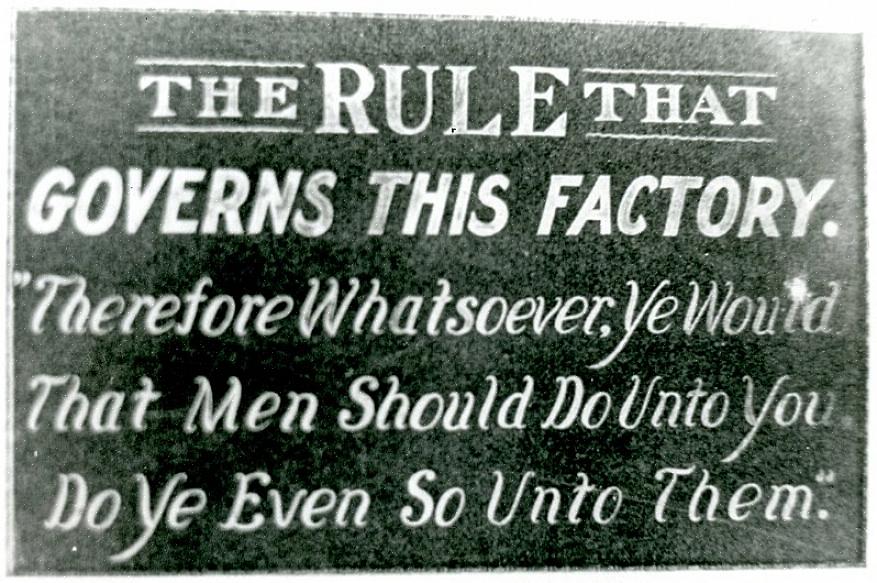 THE RULE THAT
GOVERNS THIS FACTORY.
"Therefore Whatsoever, Ye Would
That Men Should Do Unto You
Do Ye Even So Unto Them".